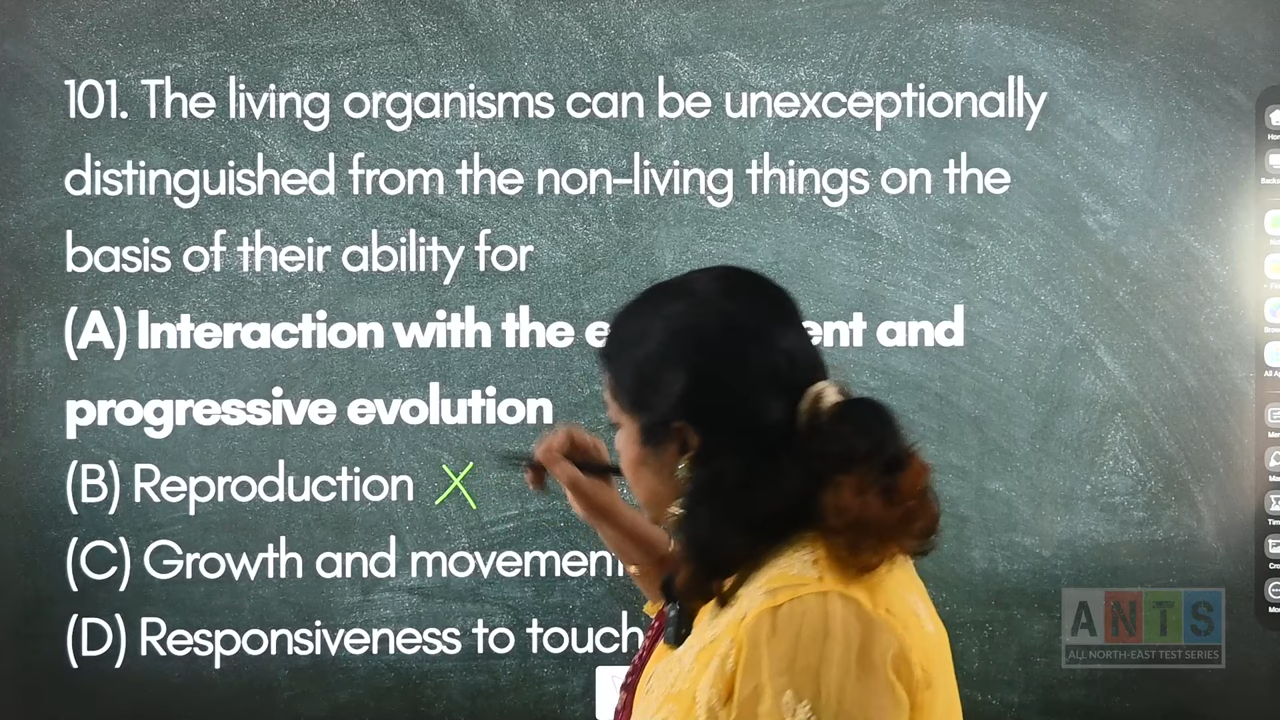 101. The living organisms can be unexceptionally
distinguished from the non-living things on the
basis of their ability for
(A) Interaction with the and
progressive evolution
(B) Reproduction X
(C) Growth and movement
(D) Responsiveness to touch
ANTS
ALL NORTH-EAST TEST SERIES